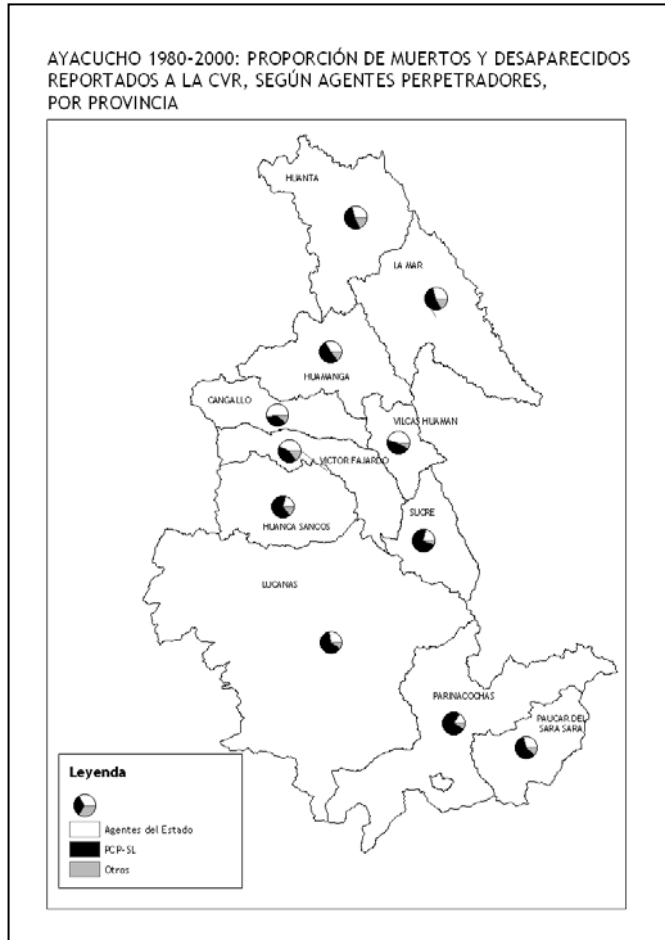 AYACUCHO 1980-2000: PROPORCIÓN DE MUERTOS Y DESAPARECIDOS
REPORTADOS A LA CVR, SEGÚN AGENTES PERPETRADORES,
POR PROVINCIA
HUANTA
LA MAR
HUAMANGA
CANGALLO
VILCAS HUAMAN
VICTOR FAJARDO
HUANCA SANCOS
SUCRE
LUCANAS
PARINACOCHAS
PAUCAR DEL
SARA SARA
Leyenda
Agentes del Estado
PCP-SL
Otros